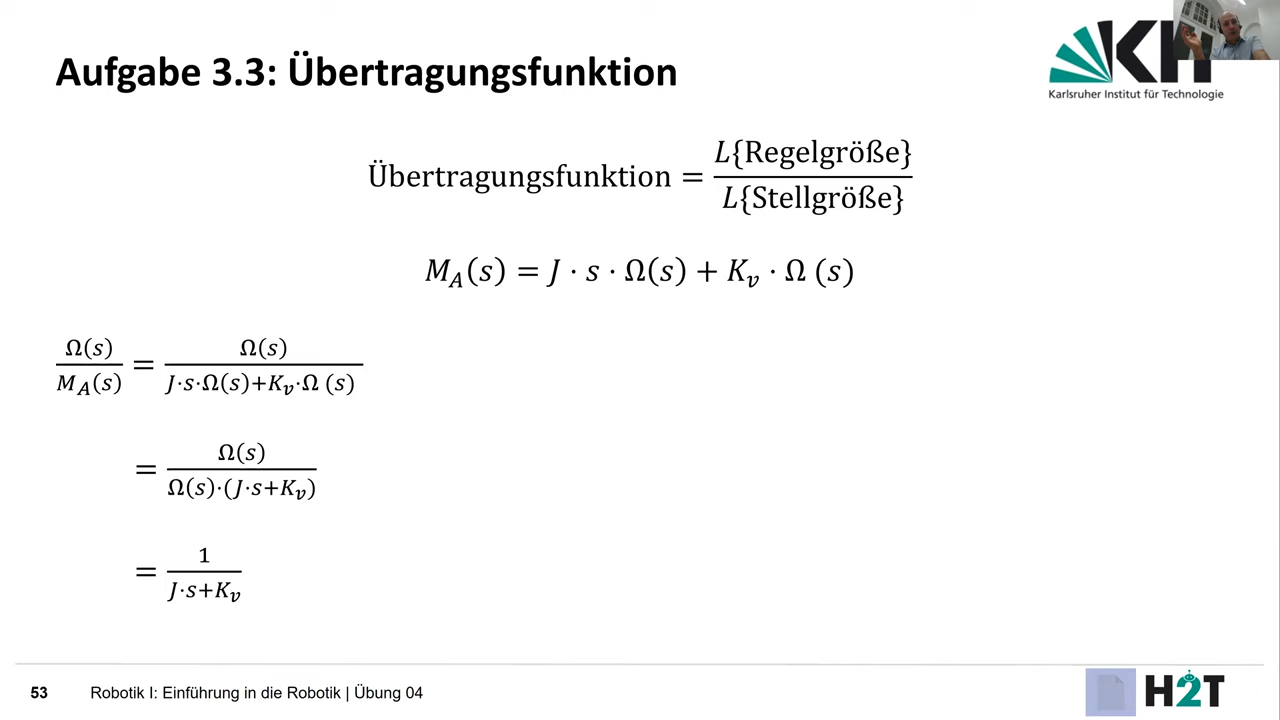 Aufgabe 3.3: Übertragungsfunktion
KIT
Karlsruher Institut für Technologie
Übertragungsfunktion = L{Regelgröße} / L{Stellgröße}
M_A(s) = J · s · Ω(s) + K_v · Ω (s)
Ω(s) / M_A(s) = Ω(s) / J·s·Ω(s)+K_v·Ω (s)
= Ω(s) / Ω(s)·(J·s+K_v)
= 1 / J·s+K_v
53 Robotik I: Einführung in die Robotik | Übung 04
H2T